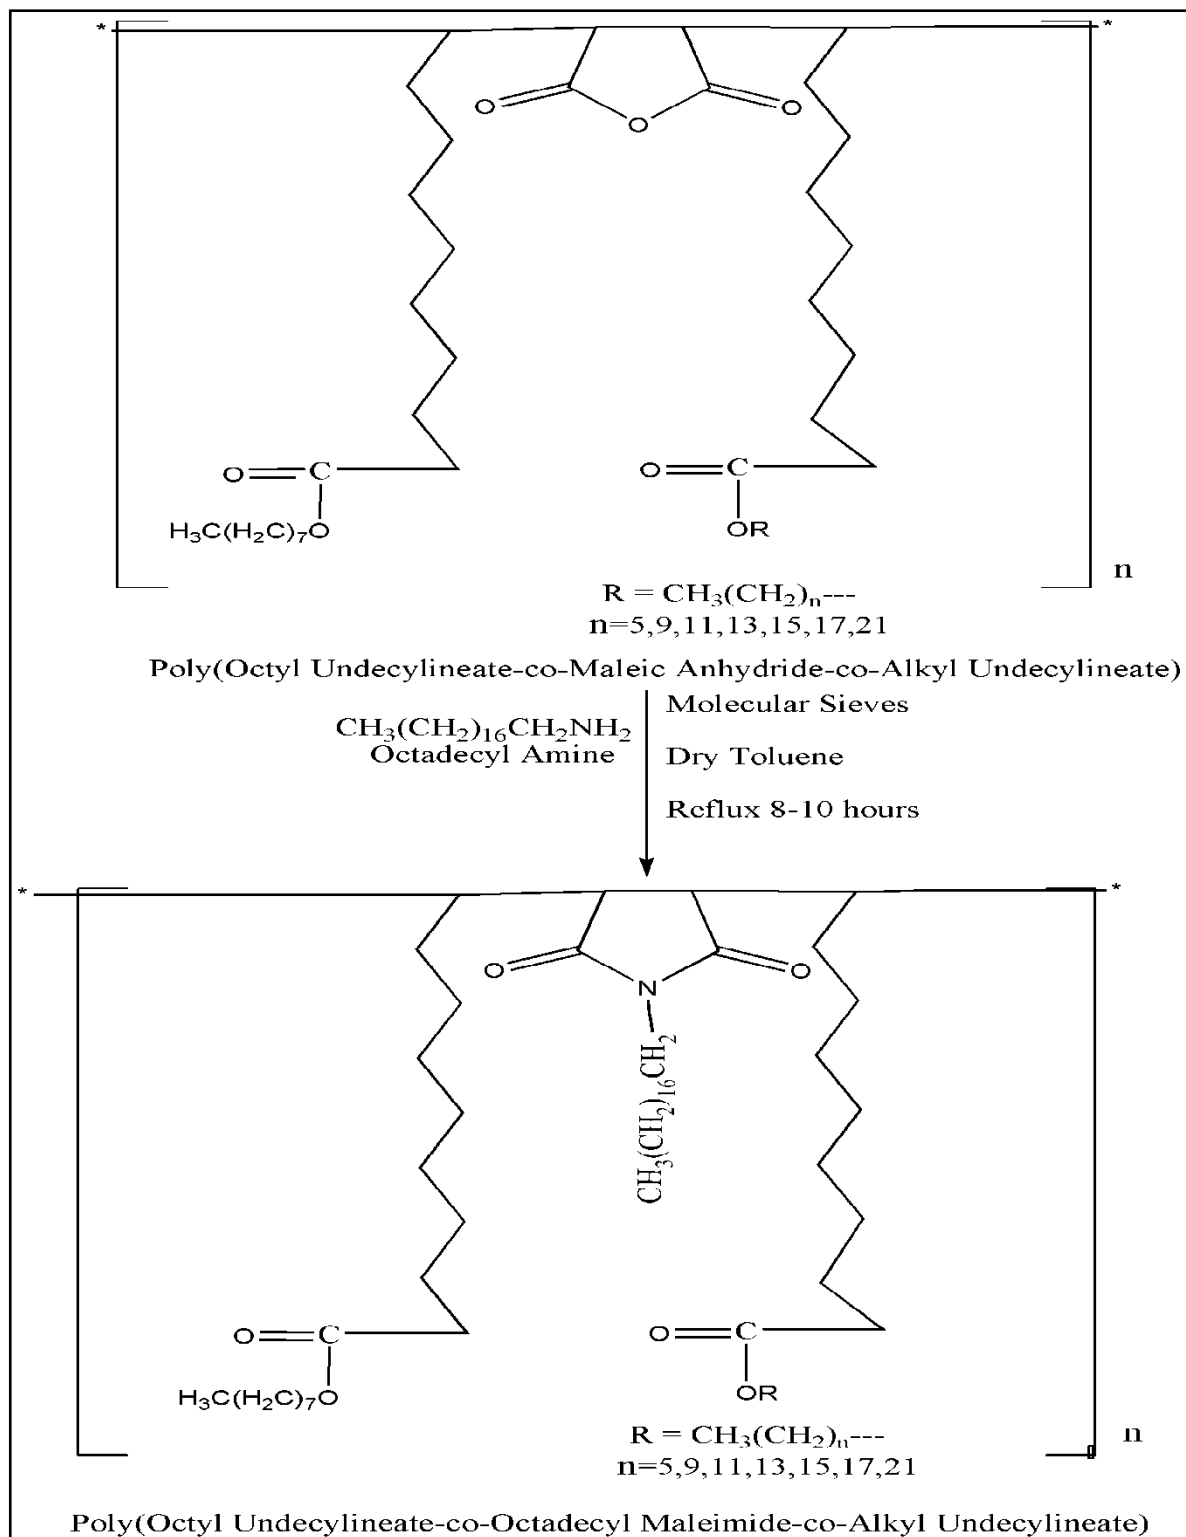 * *
O O
O
O C O C
H₃C(H₂C)₇O OR
n
R = CH₃(CH₂)ₙ---
n=5,9,11,13,15,17,21
Poly(Octyl Undecylineate-co-Maleic Anhydride-co-Alkyl Undecylineate)
Molecular Sieves
CH₃(CH₂)₁₆CH₂NH₂
Octadecyl Amine Dry Toluene
Reflux 8-10 hours
* *
O O
N
CH₃(CH₂)₁₆CH₂
O C O C
H₃C(H₂C)₇O OR
n
R = CH₃(CH₂)ₙ---
n=5,9,11,13,15,17,21
Poly(Octyl Undecylineate-co-Octadecyl Maleimide-co-Alkyl Undecylineate)